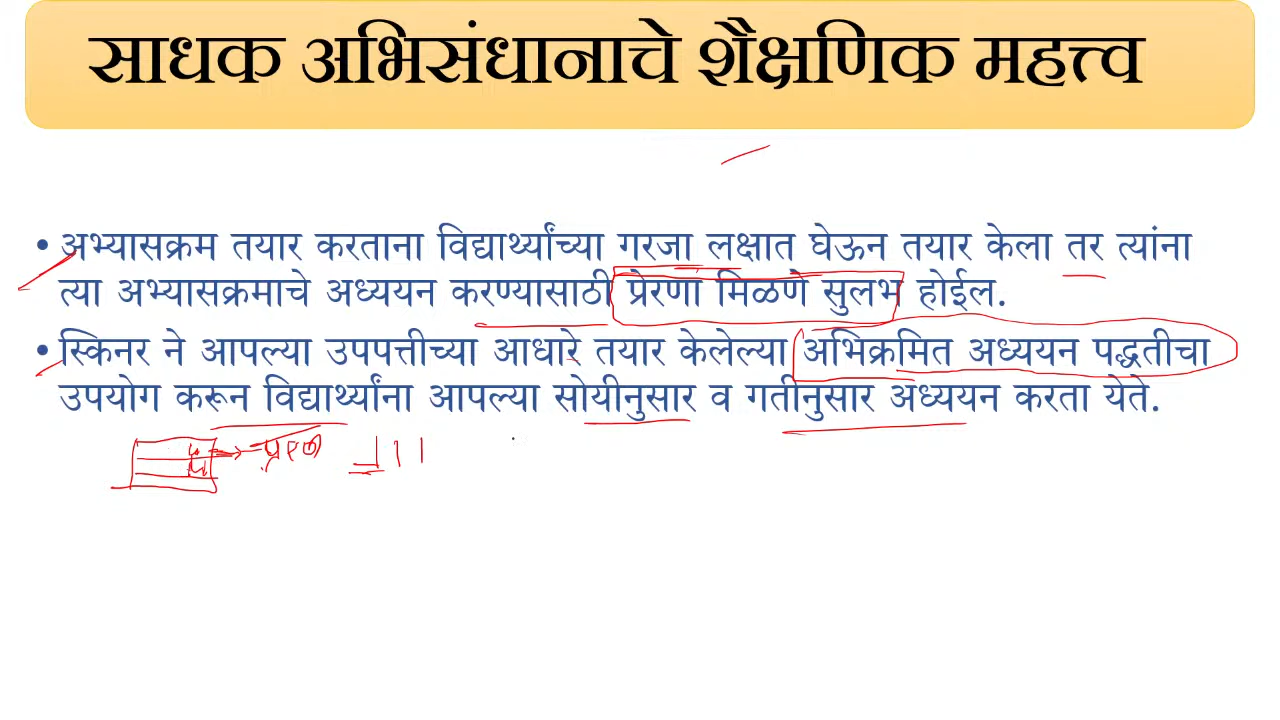 साधक अभिसंधानाचे शैक्षणिक महत्त्व
• अभ्यासक्रम तयार करताना विद्यार्थ्यांच्या गरजा लक्षात घेऊन तयार केला तर त्यांना
त्या अभ्यासक्रमाचे अध्ययन करण्यासाठी प्रेरणा मिळणे सुलभ होईल.
• स्किनर ने आपल्या उपपत्तीच्या आधारे तयार केलेल्या अभिक्रमित अध्ययन पद्धतीचा
उपयोग करून विद्यार्थ्यांना आपल्या सोयीनुसार व गतीनुसार अध्ययन करता येते.